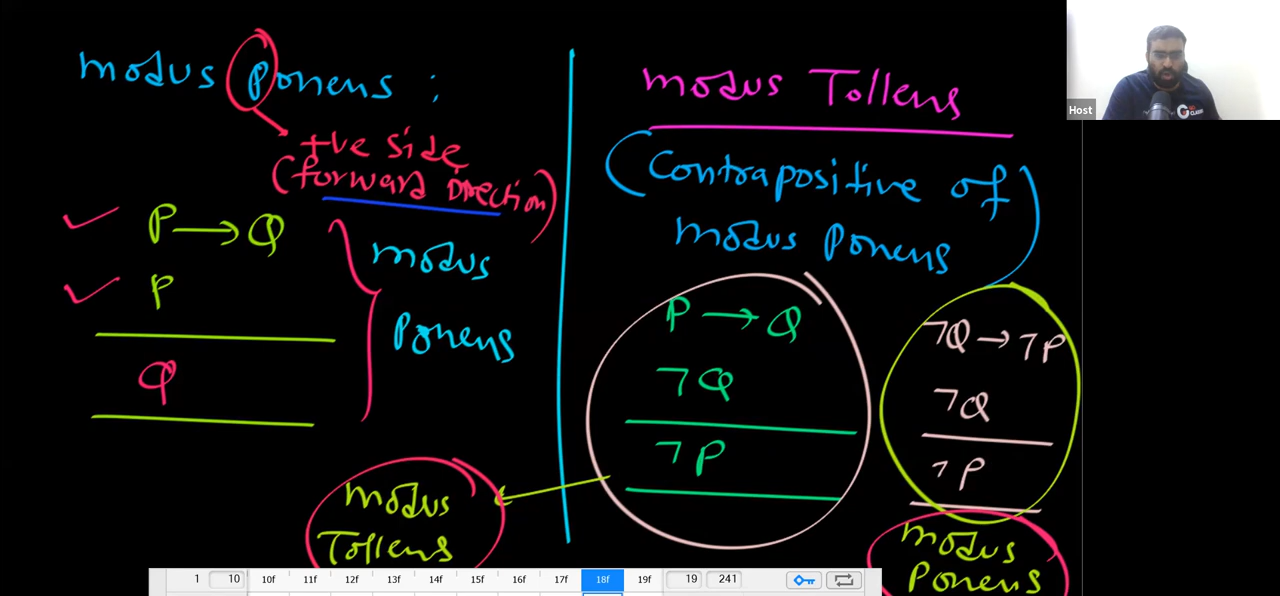 modus Ponens :
+ve side
(forward Direction)
P → Q
P
Q
modus
ponens
modus Tollens
(Contrapositive of
modus ponens)
P → Q
¬Q
¬P
¬Q → ¬P
¬Q
¬P
modus
Tollens
modus
Ponens
Host
1 10 10f 11f 12f 13f 14f 15f 16f 17f 18f 19f 19 241